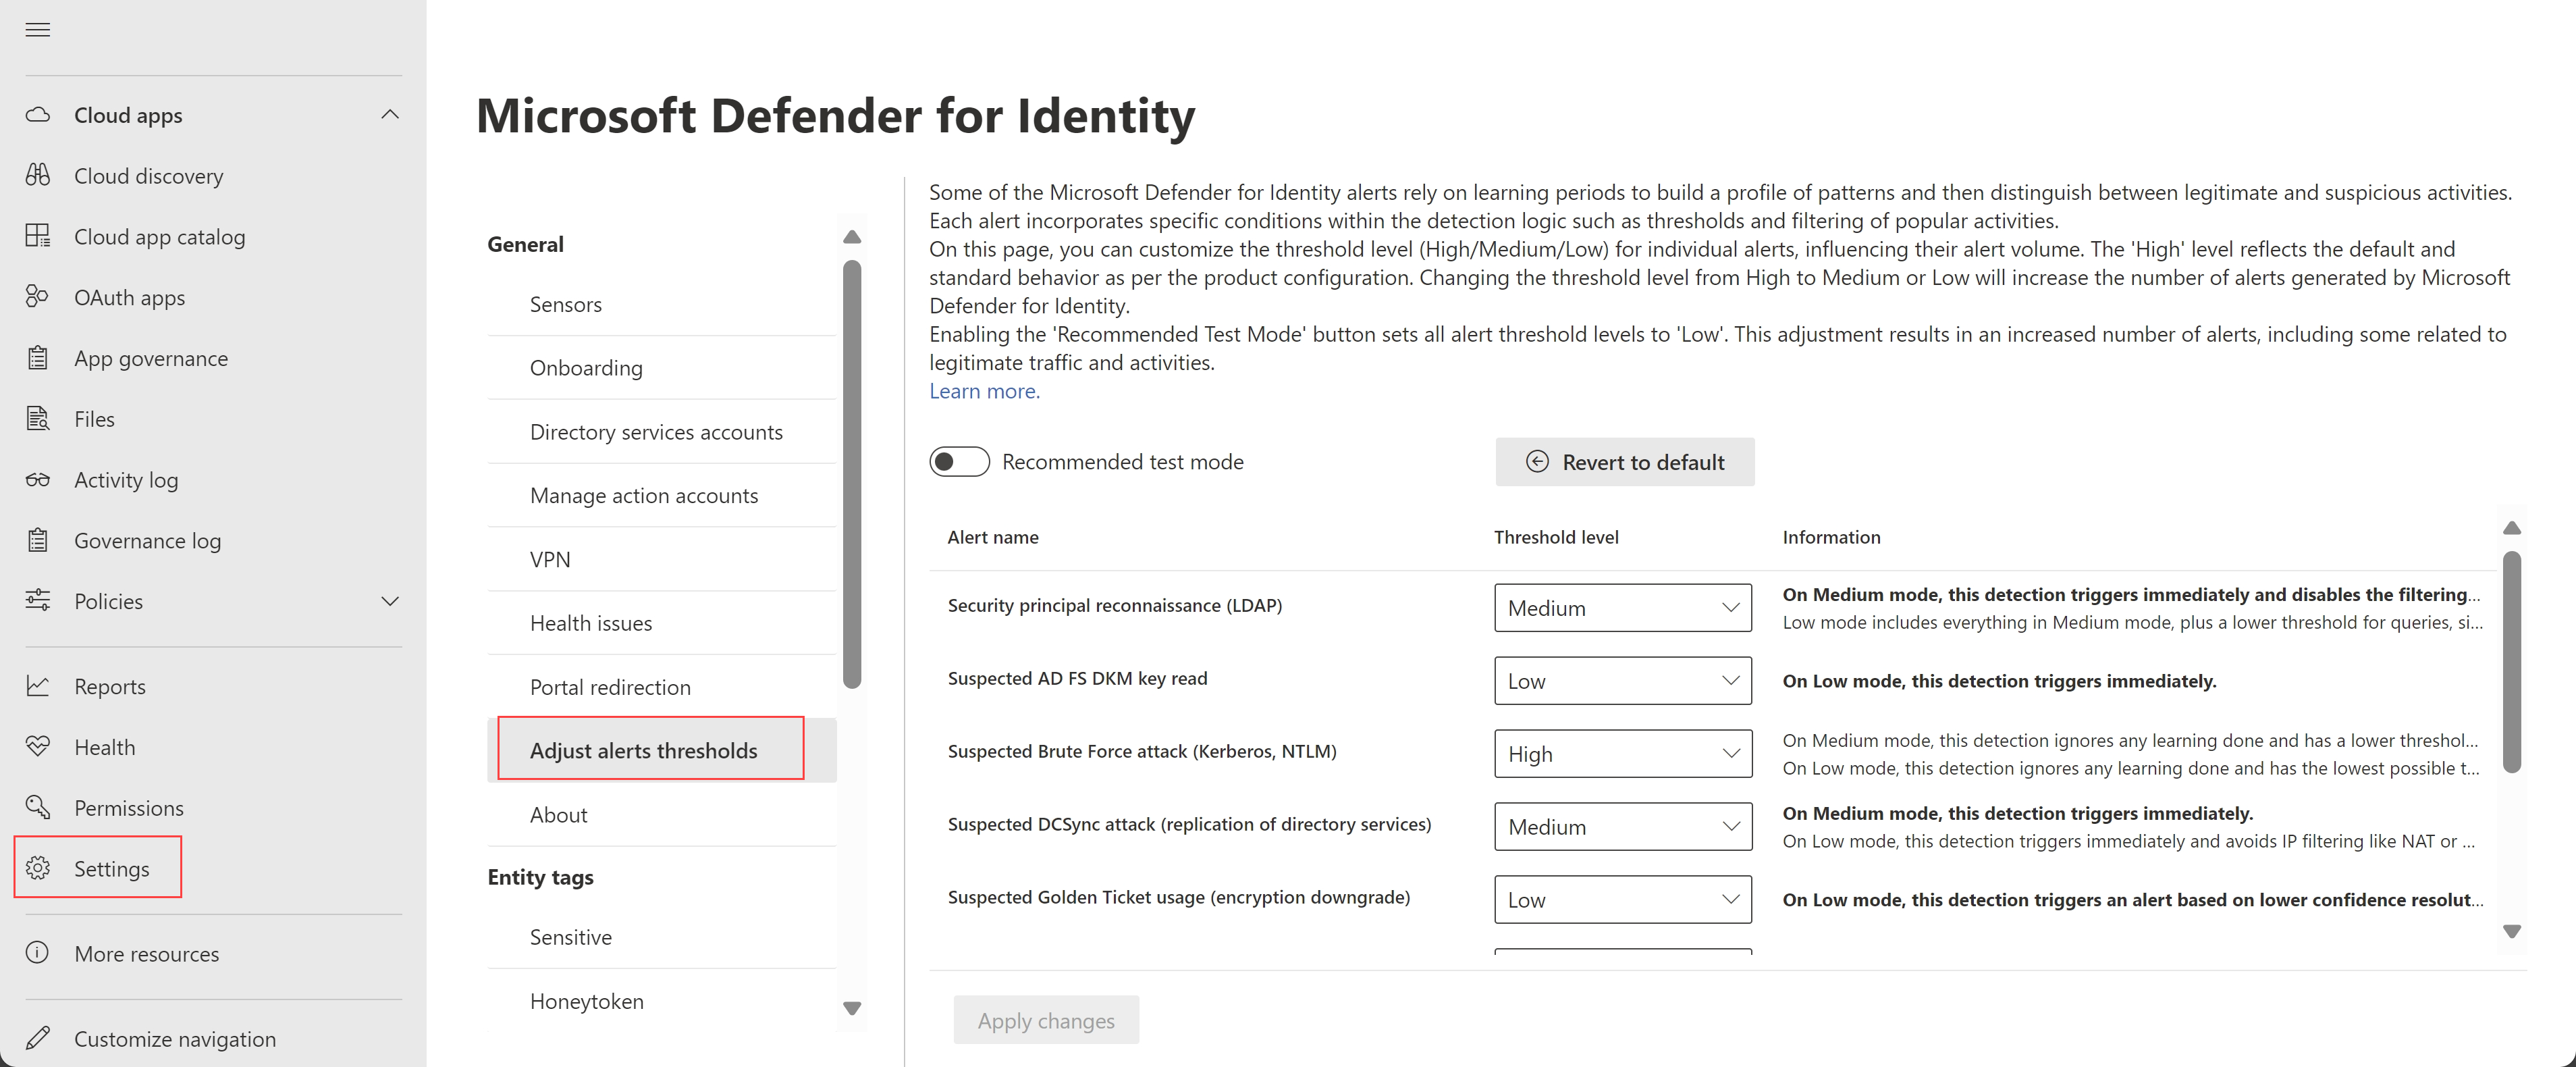 Cloud apps
Cloud discovery
Cloud app catalog
OAuth apps
App governance
Files
Activity log
Governance log
Policies
Reports
Health
Permissions
Settings
More resources
Customize navigation
Microsoft Defender for Identity
General
Sensors
Onboarding
Directory services accounts
Manage action accounts
VPN
Health issues
Portal redirection
Adjust alerts thresholds
About
Entity tags
Sensitive
Honeytoken
Some of the Microsoft Defender for Identity alerts rely on learning periods to build a profile of patterns and then distinguish between legitimate and suspicious activities.
Each alert incorporates specific conditions within the detection logic such as thresholds and filtering of popular activities.
On this page, you can customize the threshold level (High/Medium/Low) for individual alerts, influencing their alert volume. The 'High' level reflects the default and
standard behavior as per the product configuration. Changing the threshold level from High to Medium or Low will increase the number of alerts generated by Microsoft
Defender for Identity.
Enabling the 'Recommended Test Mode' button sets all alert threshold levels to 'Low'. This adjustment results in an increased number of alerts, including some related to
legitimate traffic and activities.
Learn more.
Recommended test mode
Revert to default
Alert name Threshold level Information
Security principal reconnaissance (LDAP) Medium
On Medium mode, this detection triggers immediately and disables the filtering...
Low mode includes everything in Medium mode, plus a lower threshold for queries, si...
Suspected AD FS DKM key read Low On Low mode, this detection triggers immediately.
Suspected Brute Force attack (Kerberos, NTLM) High
On Medium mode, this detection ignores any learning done and has a lower threshol...
On Low mode, this detection ignores any learning done and has the lowest possible t...
Suspected DCSync attack (replication of directory services) Medium
On Medium mode, this detection triggers immediately.
On Low mode, this detection triggers immediately and avoids IP filtering like NAT or ...
Suspected Golden Ticket usage (encryption downgrade) Low On Low mode, this detection triggers an alert based on lower confidence resolut...
Apply changes